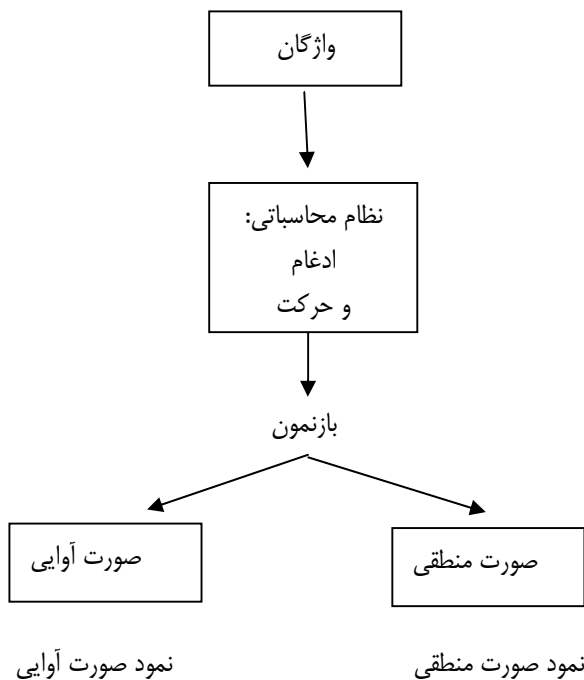 واژگان
نظام محاسباتی:
ادغام
و حرکت
بازنمون
صورت منطقی
صورت آوایی
نمود صورت منطقی
نمود صورت آوایی